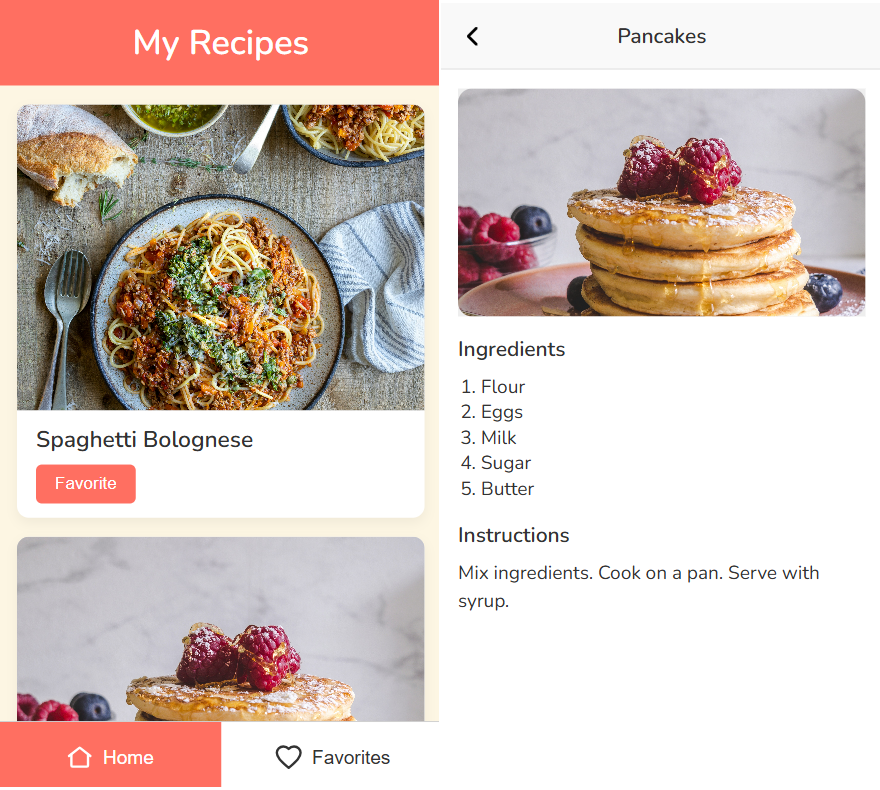 My Recipes
Spaghetti Bolognese
Favorite
Home
Favorites
Pancakes
Ingredients
1. Flour
2. Eggs
3. Milk
4. Sugar
5. Butter
Instructions
Mix ingredients. Cook on a pan. Serve with
syrup.